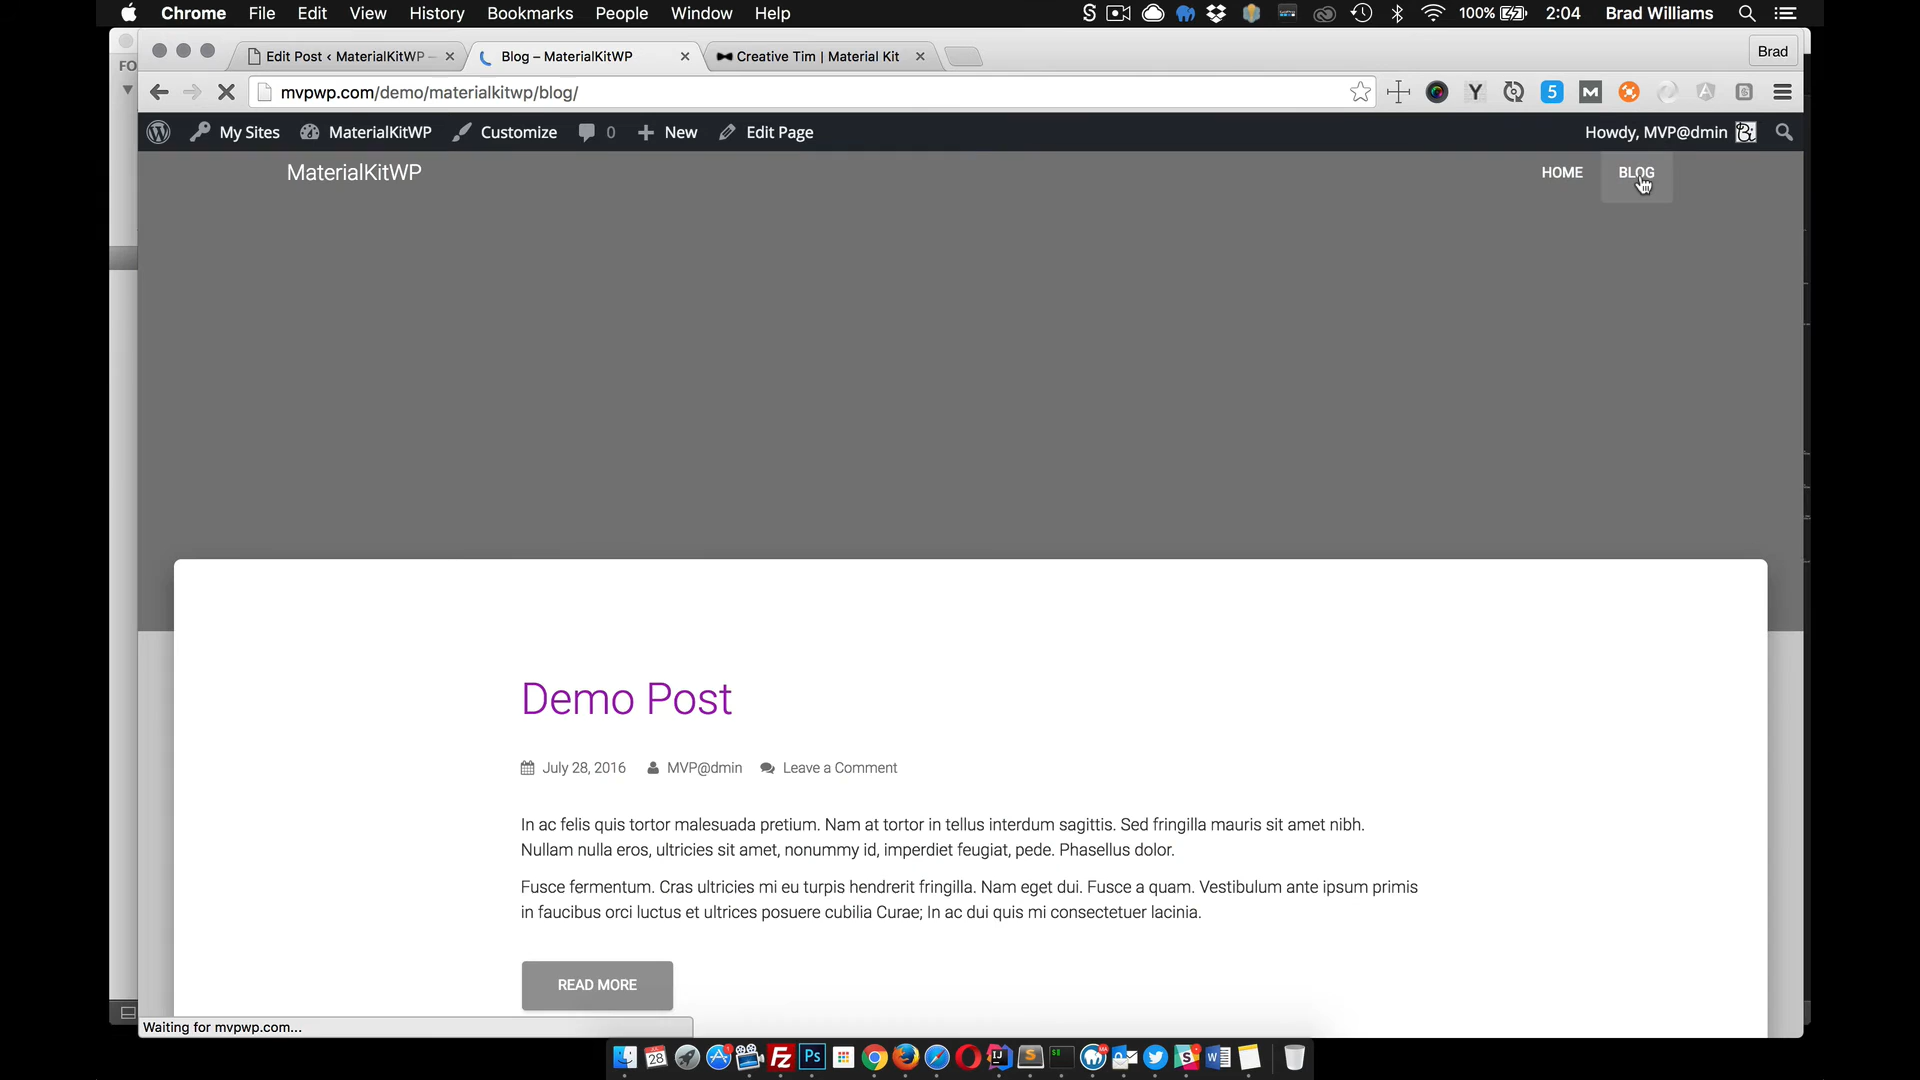 Chrome File Edit View History Bookmarks People Window Help 100% 2:04 Brad Williams
FO
Edit Post ‹ MaterialKitWP –
Blog – MaterialKitWP
Creative Tim | Material Kit
Brad
mvpwp.com/demo/materialkitwp/blog/
My Sites MaterialKitWP Customize 0 New Edit Page Howdy, MVP@dmin
MaterialKitWP
HOME BLOG
Demo Post
July 28, 2016 MVP@dmin Leave a Comment
In ac felis quis tortor malesuada pretium. Nam at tortor in tellus interdum sagittis. Sed fringilla mauris sit amet nibh.
Nullam nulla eros, ultricies sit amet, nonummy id, imperdiet feugiat, pede. Phasellus dolor.
Fusce fermentum. Cras ultricies mi eu turpis hendrerit fringilla. Nam eget dui. Fusce a quam. Vestibulum ante ipsum primis
in faucibus orci luctus et ultrices posuere cubilia Curae; In ac dui quis mi consectetuer lacinia.
READ MORE
Waiting for mvpwp.com...
28 Fz Ps IJ S W